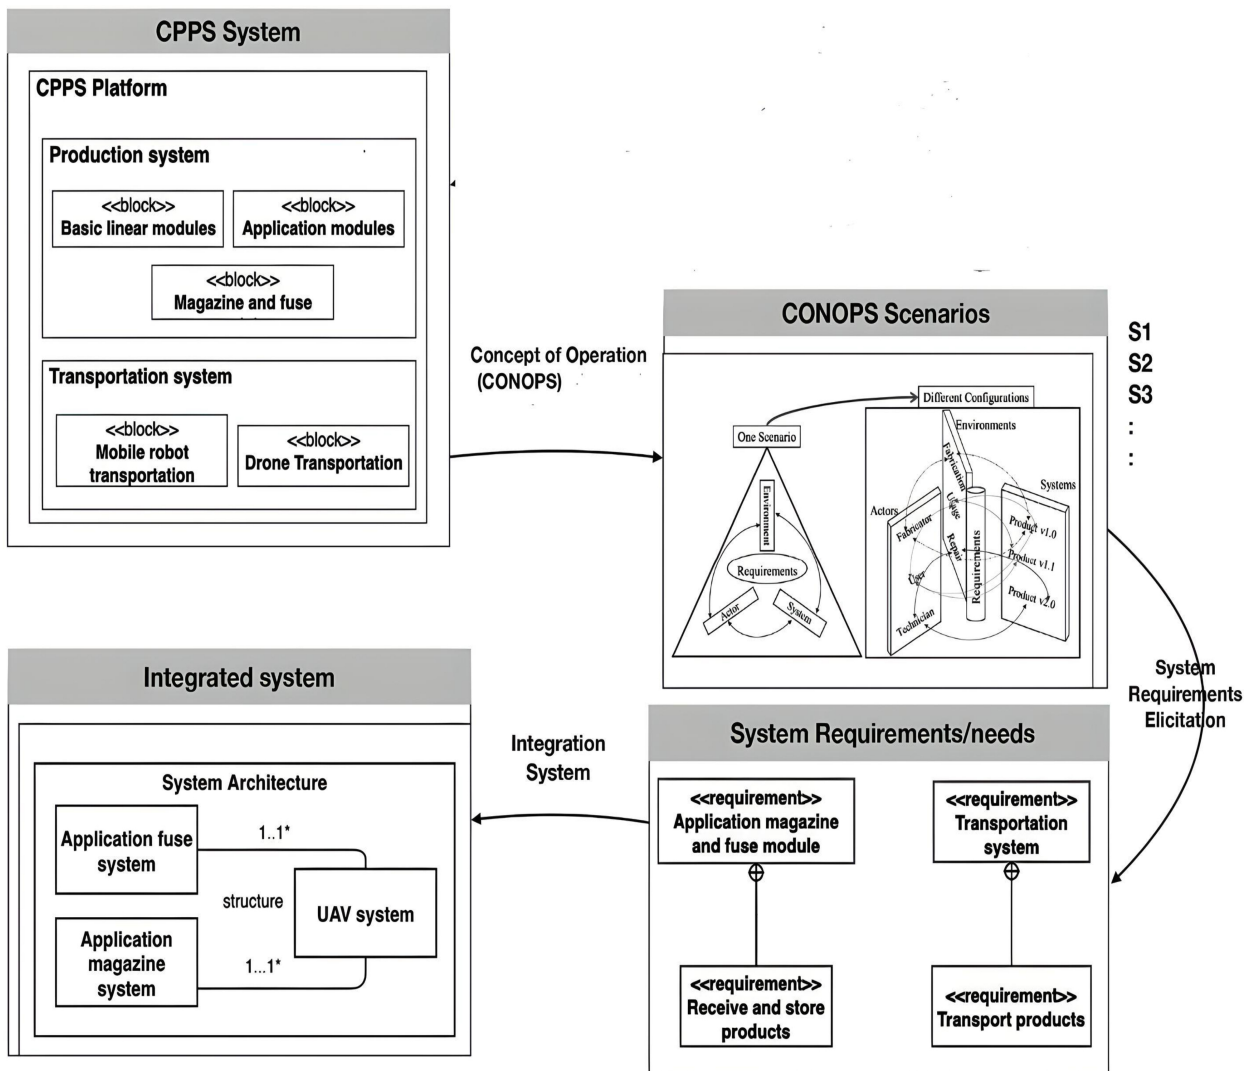 CPPS System
CPPS Platform
Production system
<<block>>
Basic linear modules
<<block>>
Application modules
<<block>>
Magazine and fuse
Transportation system
<<block>>
Mobile robot
transportation
<<block>>
Drone Transportation
Concept of Operation
(CONOPS)
CONOPS Scenarios
S1
S2
S3
:
:
One Scenario
Environment
Requirements
Actor
System
Different Configurations
Environments
Fabrication
Usage
Repair
Requirements
Actors
Fabricator
User
Technician
Systems
Product v1.0
Product v1.1
Product v2.0
System
Requirements
Elicitation
System Requirements/needs
<<requirement>>
Application magazine
and fuse module
<<requirement>>
Transportation
system
<<requirement>>
Receive and store
products
<<requirement>>
Transport products
Integration
System
Integrated system
System Architecture
Application fuse
system
1..1*
structure
UAV system
Application
magazine
system
1...1*